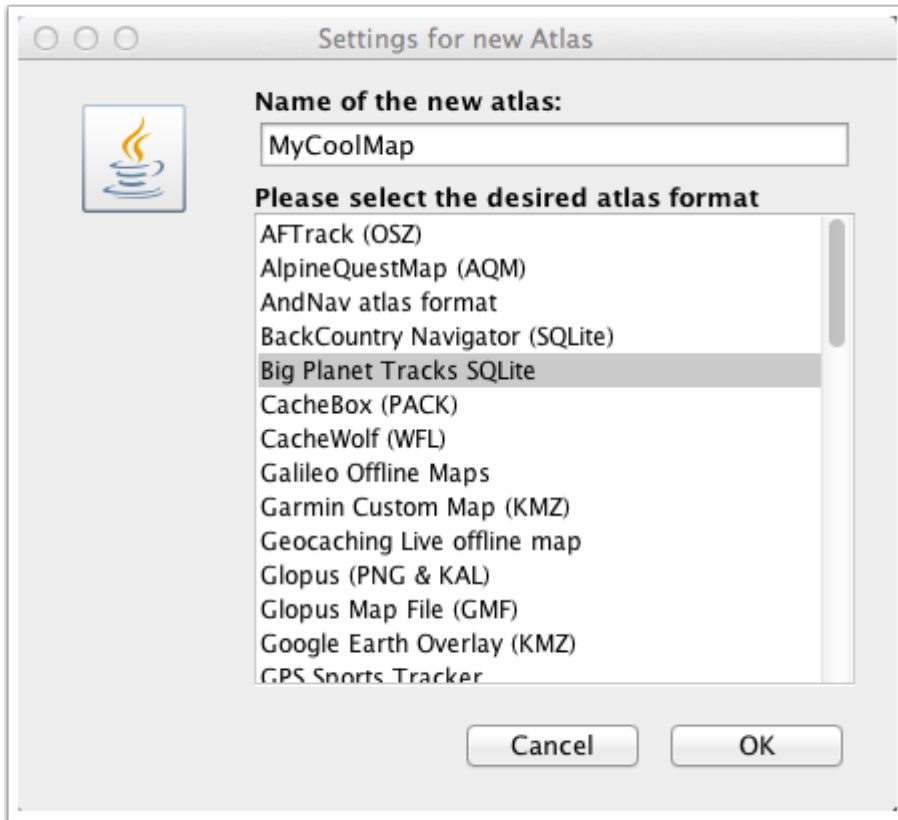 Settings for new Atlas
Name of the new atlas:
MyCoolMap
Please select the desired atlas format
AFTrack (OSZ)
AlpineQuestMap (AQM)
AndNav atlas format
BackCountry Navigator (SQLite)
Big Planet Tracks SQLite
CacheBox (PACK)
CacheWolf (WFL)
Galileo Offline Maps
Garmin Custom Map (KMZ)
Geocaching Live offline map
Glopus (PNG & KAL)
Glopus Map File (GMF)
Google Earth Overlay (KMZ)
GPS Sports Tracker
Cancel OK